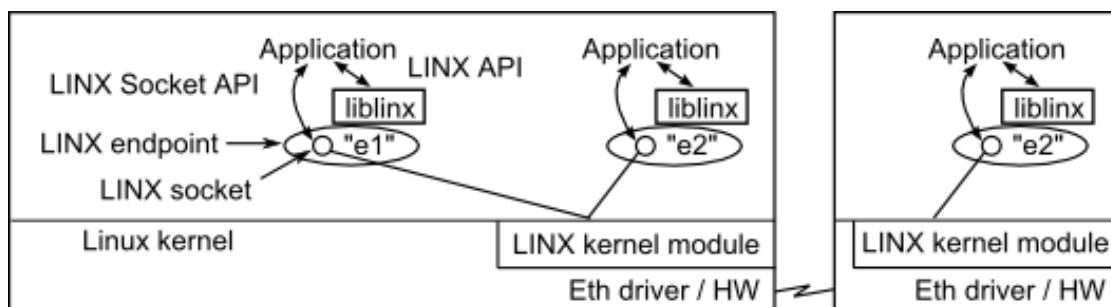 Application
LINX API
LINX Socket API
liblinx
LINX endpoint
"e1"
LINX socket
Application
liblinx
"e2"
Linux kernel
LINX kernel module
Eth driver / HW
Application
liblinx
"e2"
LINX kernel module
Eth driver / HW